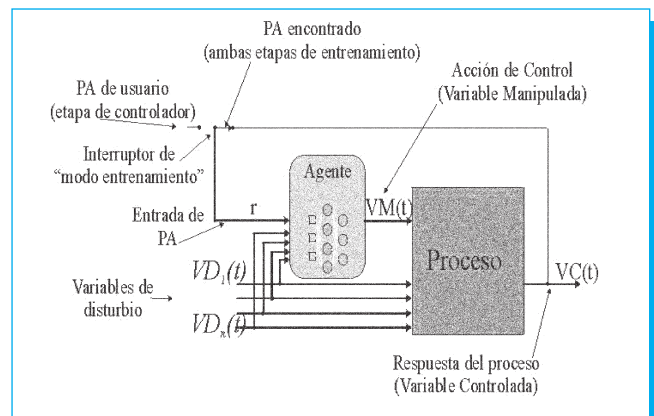 PA encontrado
(ambas etapas de entrenamiento)
PA de usuario
(etapa de controlador)
Acción de Control
(Variable Manipulada)
Interruptor de
“modo entrenamiento”
Agente
Entrada de
PA
r
VM(t)
Proceso
VD₁(t)
VC(t)
Variables de
disturbio
VDₙ(t)
Respuesta del proceso
(Variable Controlada)